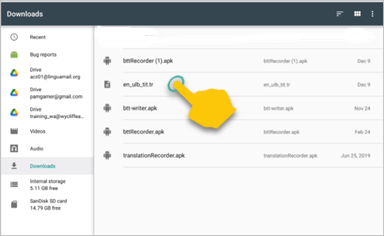 Downloads
Recent
Bug reports
Drive
acc01@linguamail.org
Drive
pamgamer@gmail.com
Drive
training_wa@wycliffea...
Videos
Audio
Downloads
Internal storage
5.11 GB free
SanDisk SD card
14.79 GB free
bttRecorder (1).apk bttRecorder (1).apk Dec 9
en_ulb_tit.tr en_ulb_tit.tr Dec 9
btt-writer.apk btt-writer.apk Nov 24
bttRecorder.apk bttRecorder.apk Feb 24
translationRecorder.apk translationRecorder.apk Jun 25, 2019